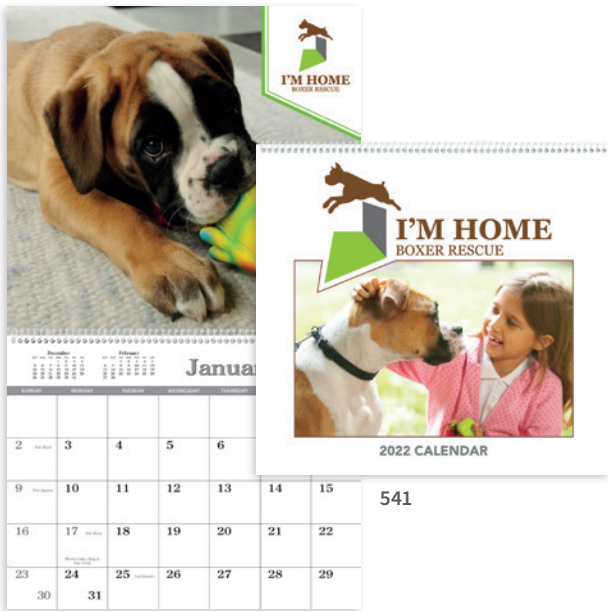 I'M HOME
BOXER RESCUE
I'M HOME
BOXER RESCUE
2022 CALENDAR
541
December
February
SUNDAY MONDAY TUESDAY WEDNESDAY THURSDAY
2 3 4 5 6
9 10 11 12 13 14 15
16 17 18 19 20 21 22
23 24 25 26 27 28 29
30 31